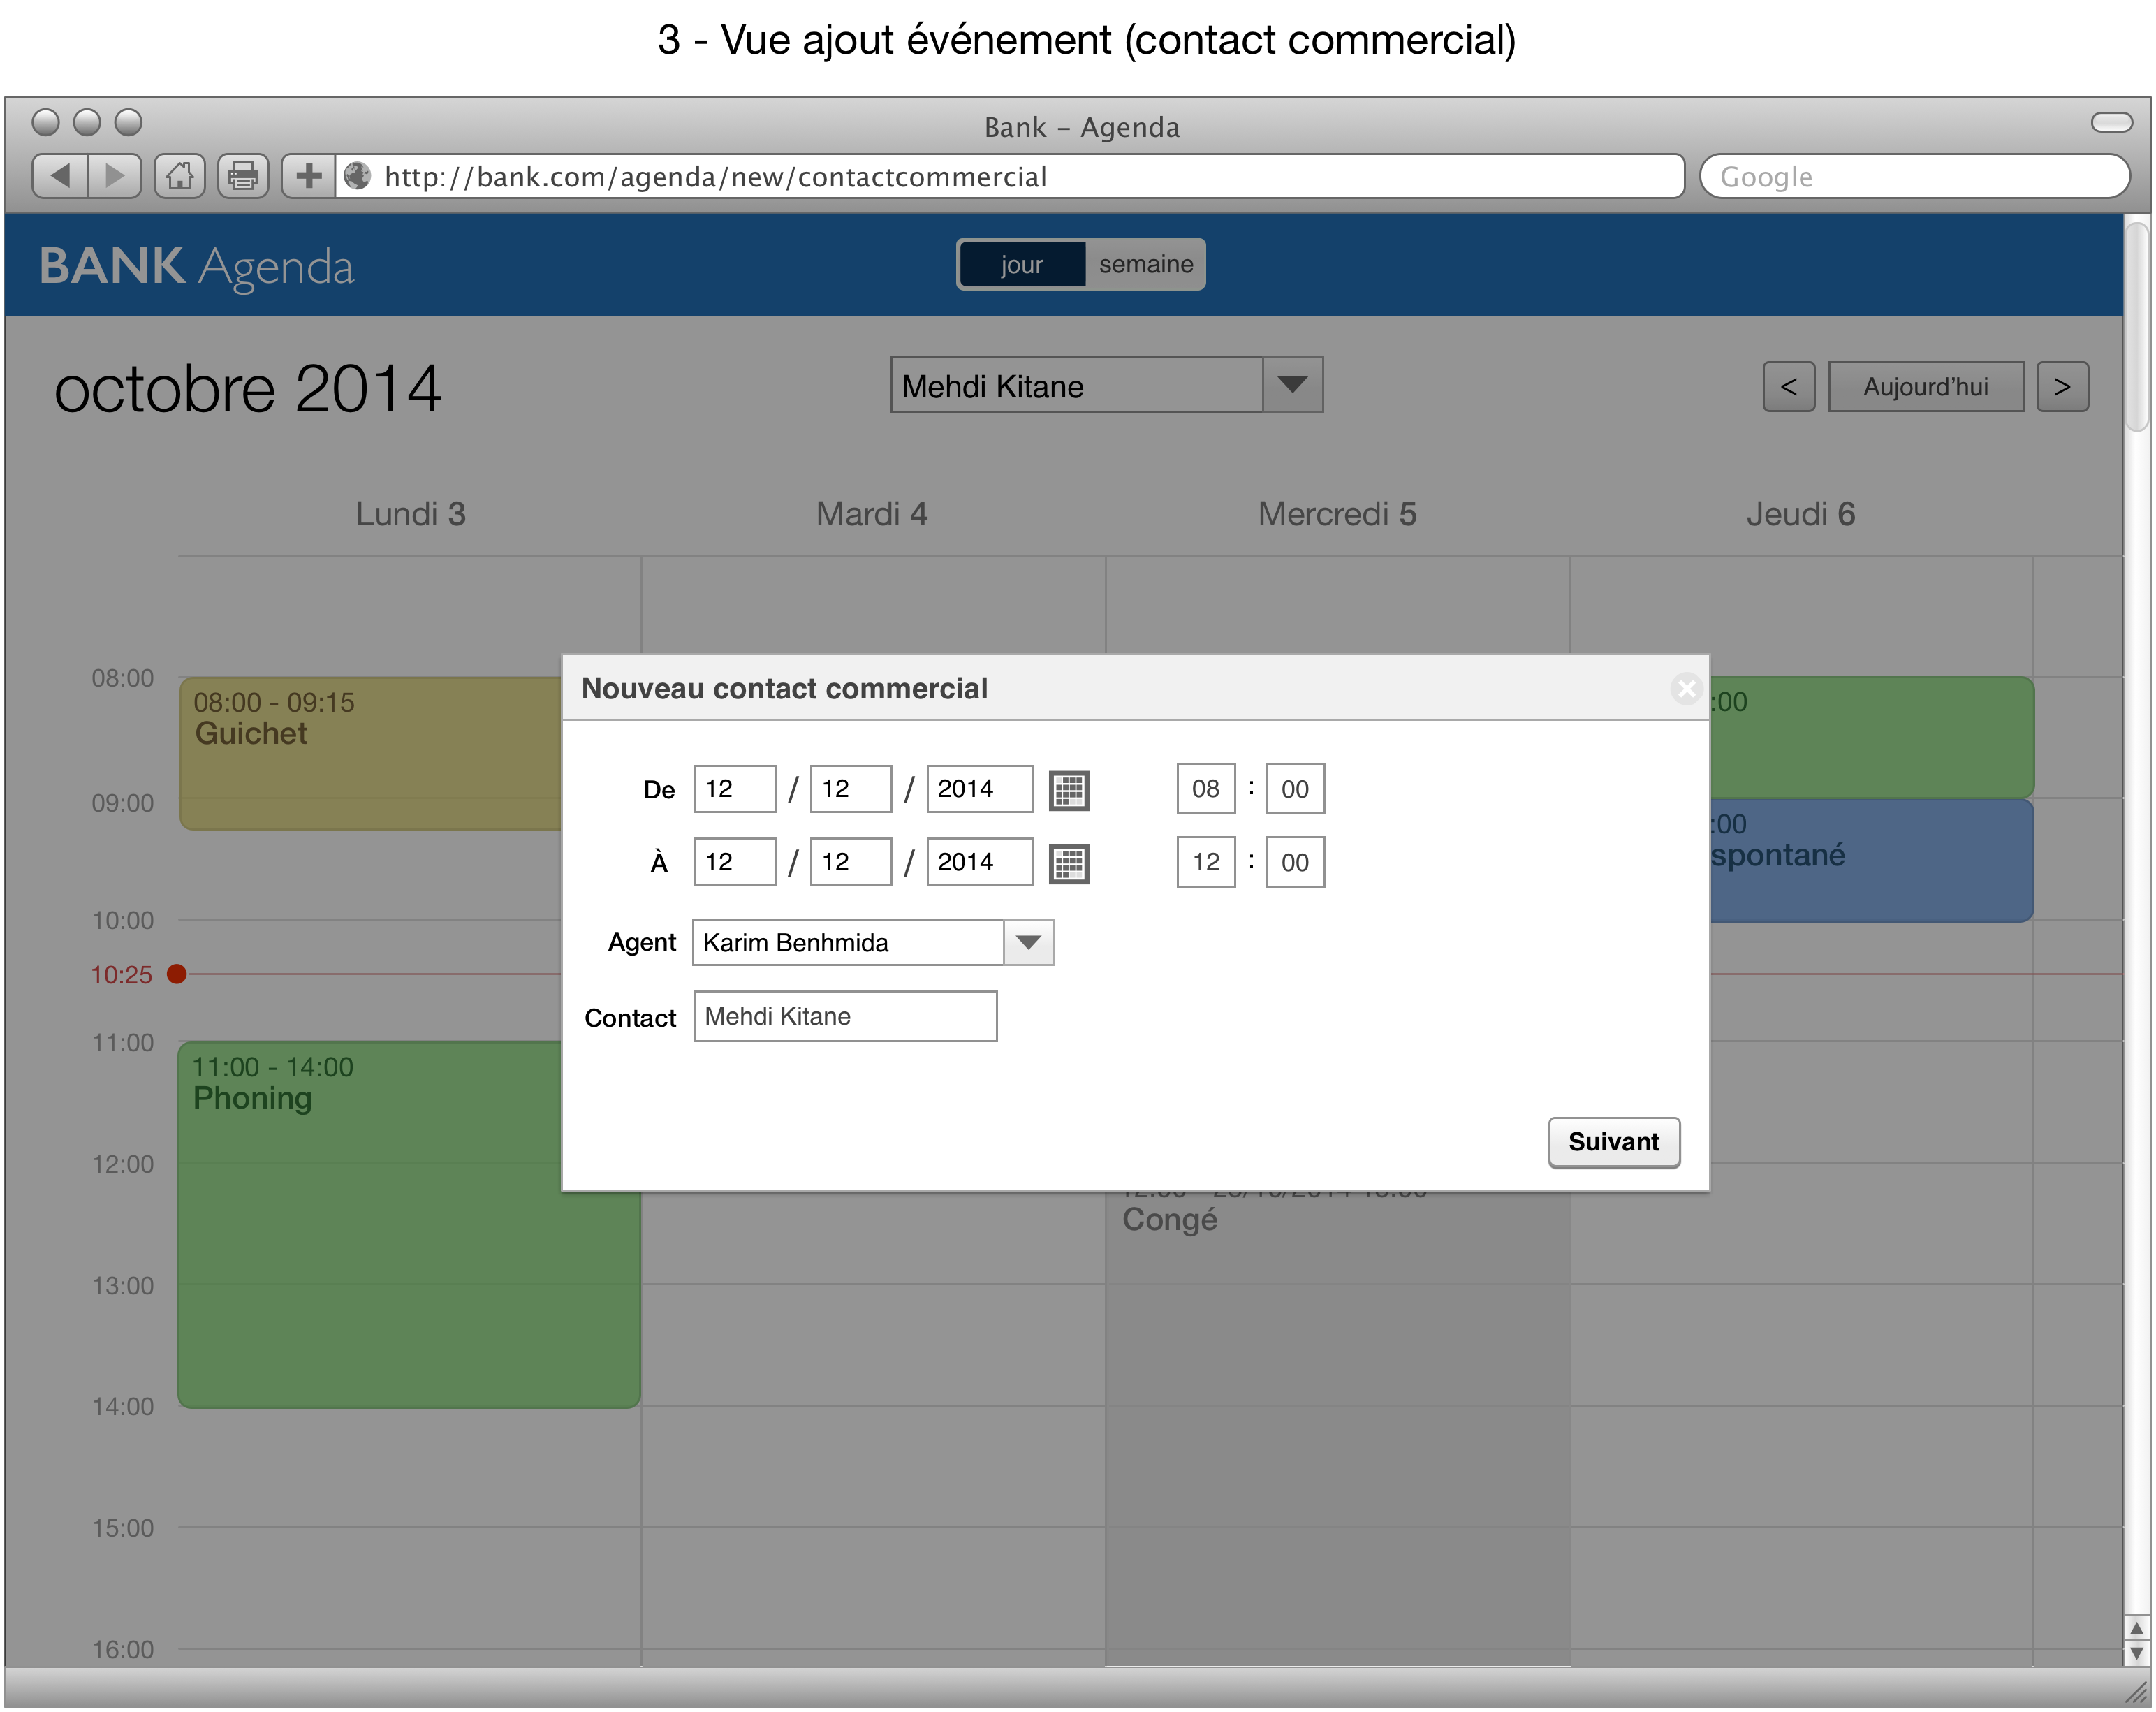 3 - Vue ajout événement (contact commercial)
Bank – Agenda
http://bank.com/agenda/new/contactcommercial
Google
BANK Agenda
jour semaine
octobre 2014
Mehdi Kitane
< Aujourd’hui >
Lundi 3 Mardi 4 Mercredi 5 Jeudi 6
08:00
08:00 - 09:15
Guichet
:00
Nouveau contact commercial
De 12 / 12 / 2014 08 : 00
09:00
:00
spontané
À 12 / 12 / 2014 12 : 00
10:00
Agent Karim Benhmida
10:25
Contact Mehdi Kitane
11:00
11:00 - 14:00
Phoning
Suivant
12:00
Congé
13:00
14:00
15:00
16:00